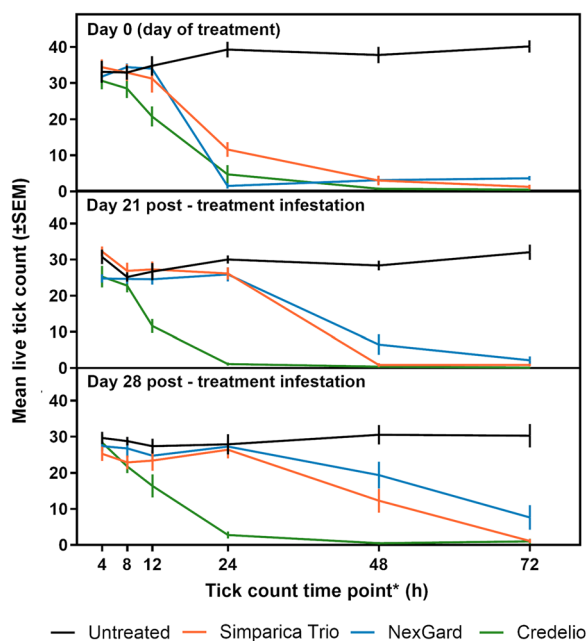 Day 0 (day of treatment)
40
30
20
10
0
Day 21 post - treatment infestation
40
30
20
10
0
Day 28 post - treatment infestation
40
30
20
10
0
Mean live tick count (±SEM)
4 8 12 24 48 72
Tick count time point* (h)
Untreated Simparica Trio NexGard Credelio